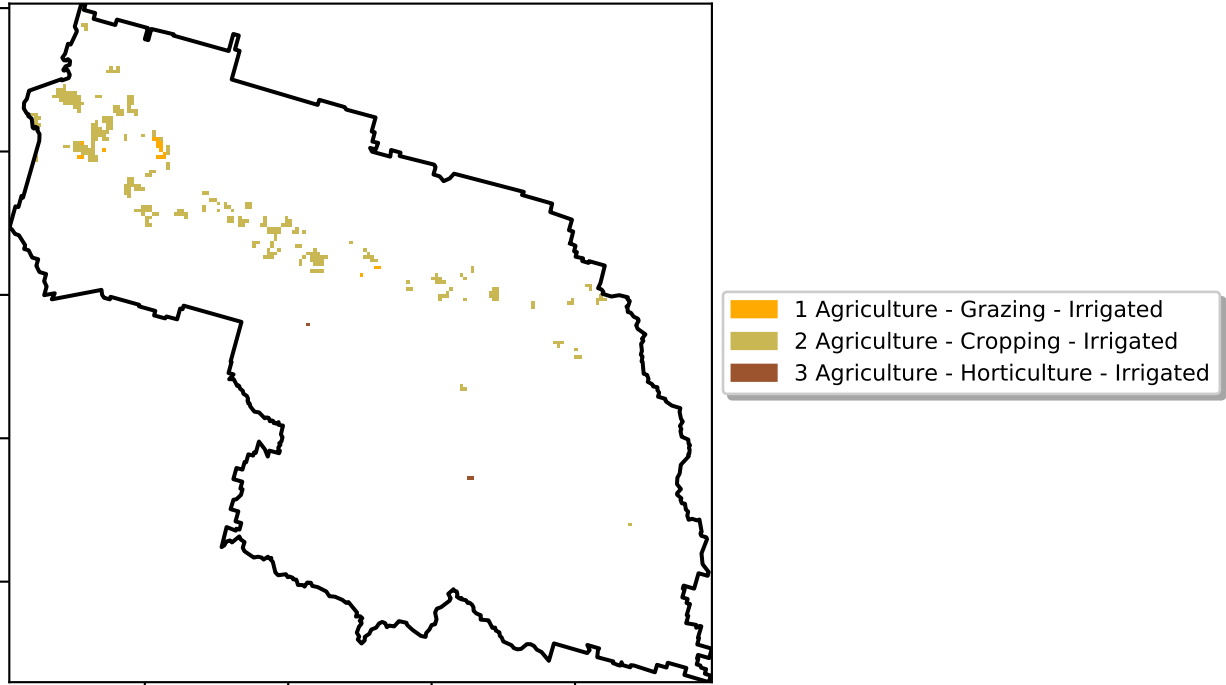 1 Agriculture - Grazing - Irrigated
2 Agriculture - Cropping - Irrigated
3 Agriculture - Horticulture - Irrigated